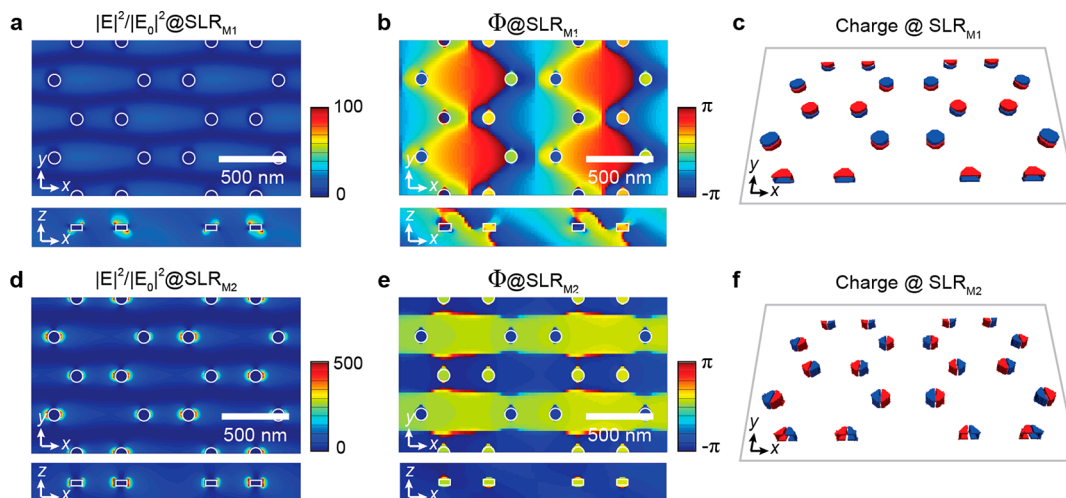 a
|E|²/|E₀|²@SLR_M1
y
x
500 nm
100
0
z
x
b
Φ@SLR_M1
y
x
500 nm
π
-π
z
x
c
Charge @ SLR_M1
y
x
d
|E|²/|E₀|²@SLR_M2
y
x
500 nm
500
0
z
x
e
Φ@SLR_M2
y
x
500 nm
π
-π
z
x
f
Charge @ SLR_M2
y
x